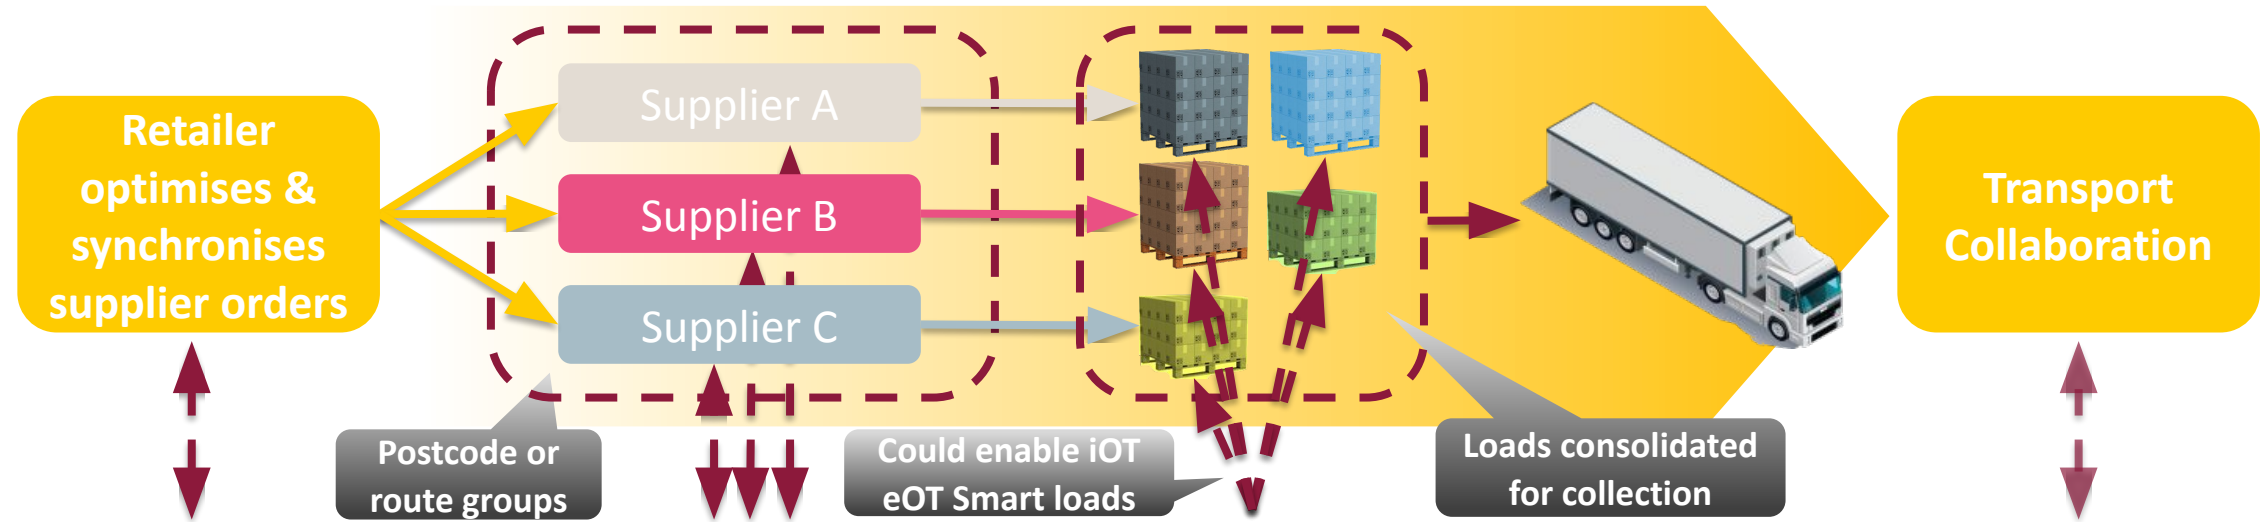 Retailer
optimises &
synchronises
supplier orders
Supplier A
Supplier B
Supplier C
Postcode or
route groups
Could enable iOT
eOT Smart loads
Loads consolidated
for collection
Transport
Collaboration